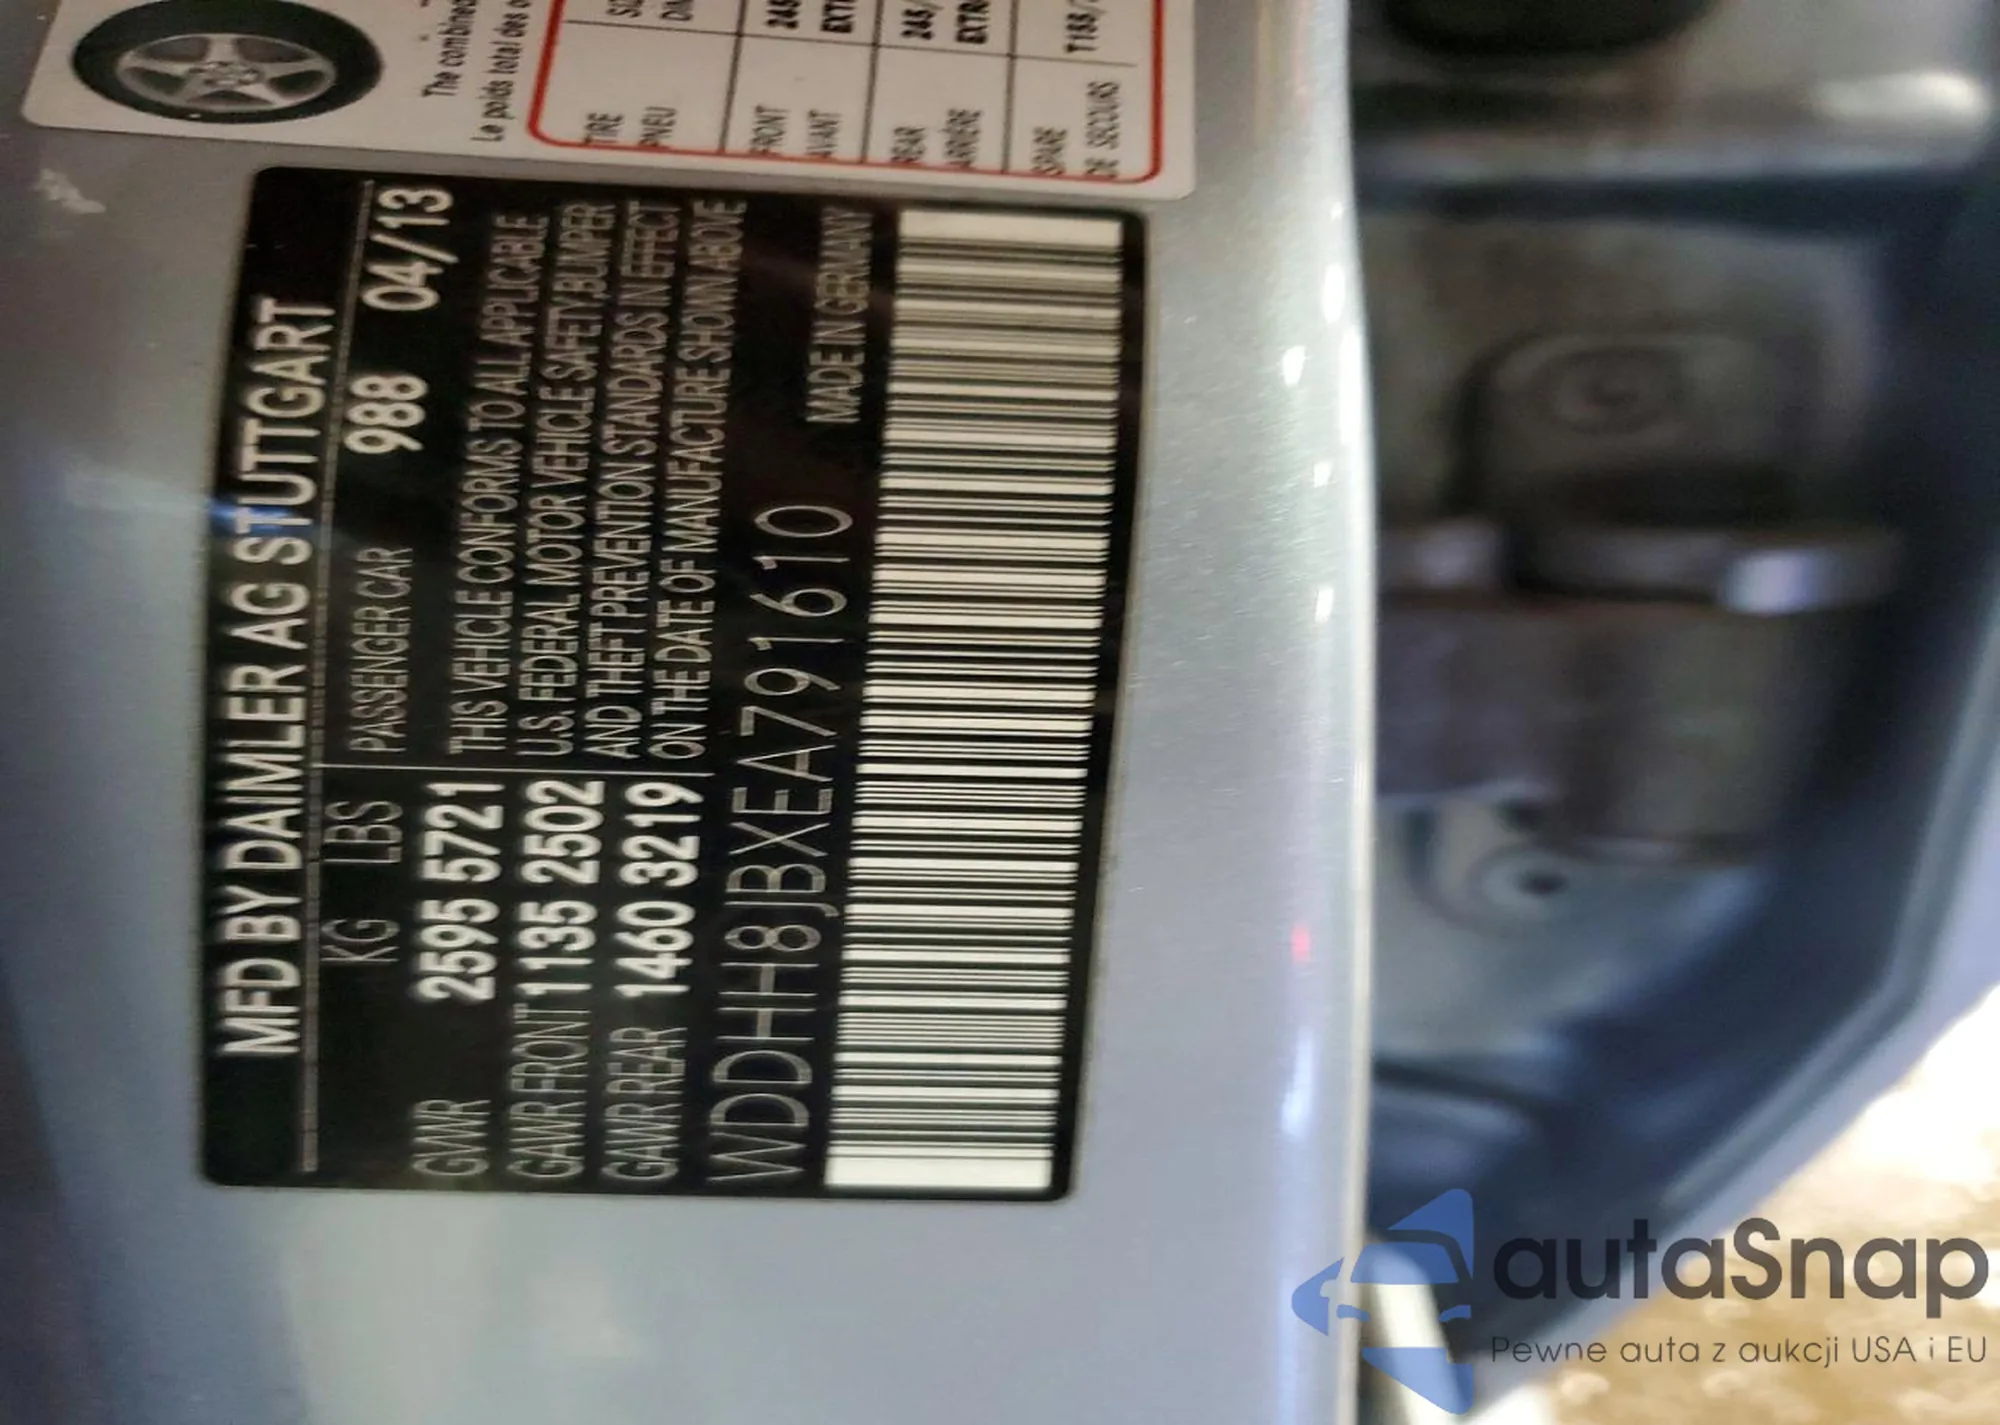 MFD BY DAIMLER AG STUTTGART
KG LBS PASSENGER CAR 988 04/13
GVWR 2595 5721 THIS VEHICLE CONFORMS TO ALL APPLICABLE
GAWR FRONT 1135 2502 U.S. FEDERAL MOTOR VEHICLE SAFETY, BUMPER
GAWR REAR 1460 3219 AND THEFT PREVENTION STANDARDS IN EFFECT
ON THE DATE OF MANUFACTURE SHOWN ABOVE
WDDHH8JBXEA791610 MADE IN GERMANY
The combined
Le poids total des
TIRE
PNEU
FRONT 245
AVANT
REAR
ARRIÈRE
SPARE T155/
DE SECOURS
autaSnap
Pewne auta z aukcji USA i EU